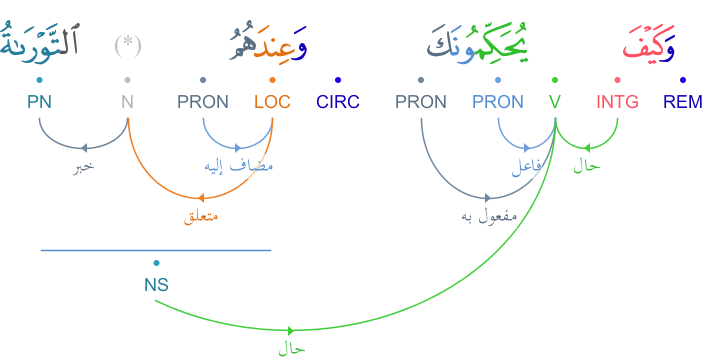 وَكَيْفَ يُحَكِّمُونَكَ وَعِندَهُمُ (*) ٱلتَّوْرَىٰةُ
REM INTG V PRON PRON CIRC LOC PRON N PN
حال فاعل مضاف إليه خبر
مفعول به متعلق
NS
حال